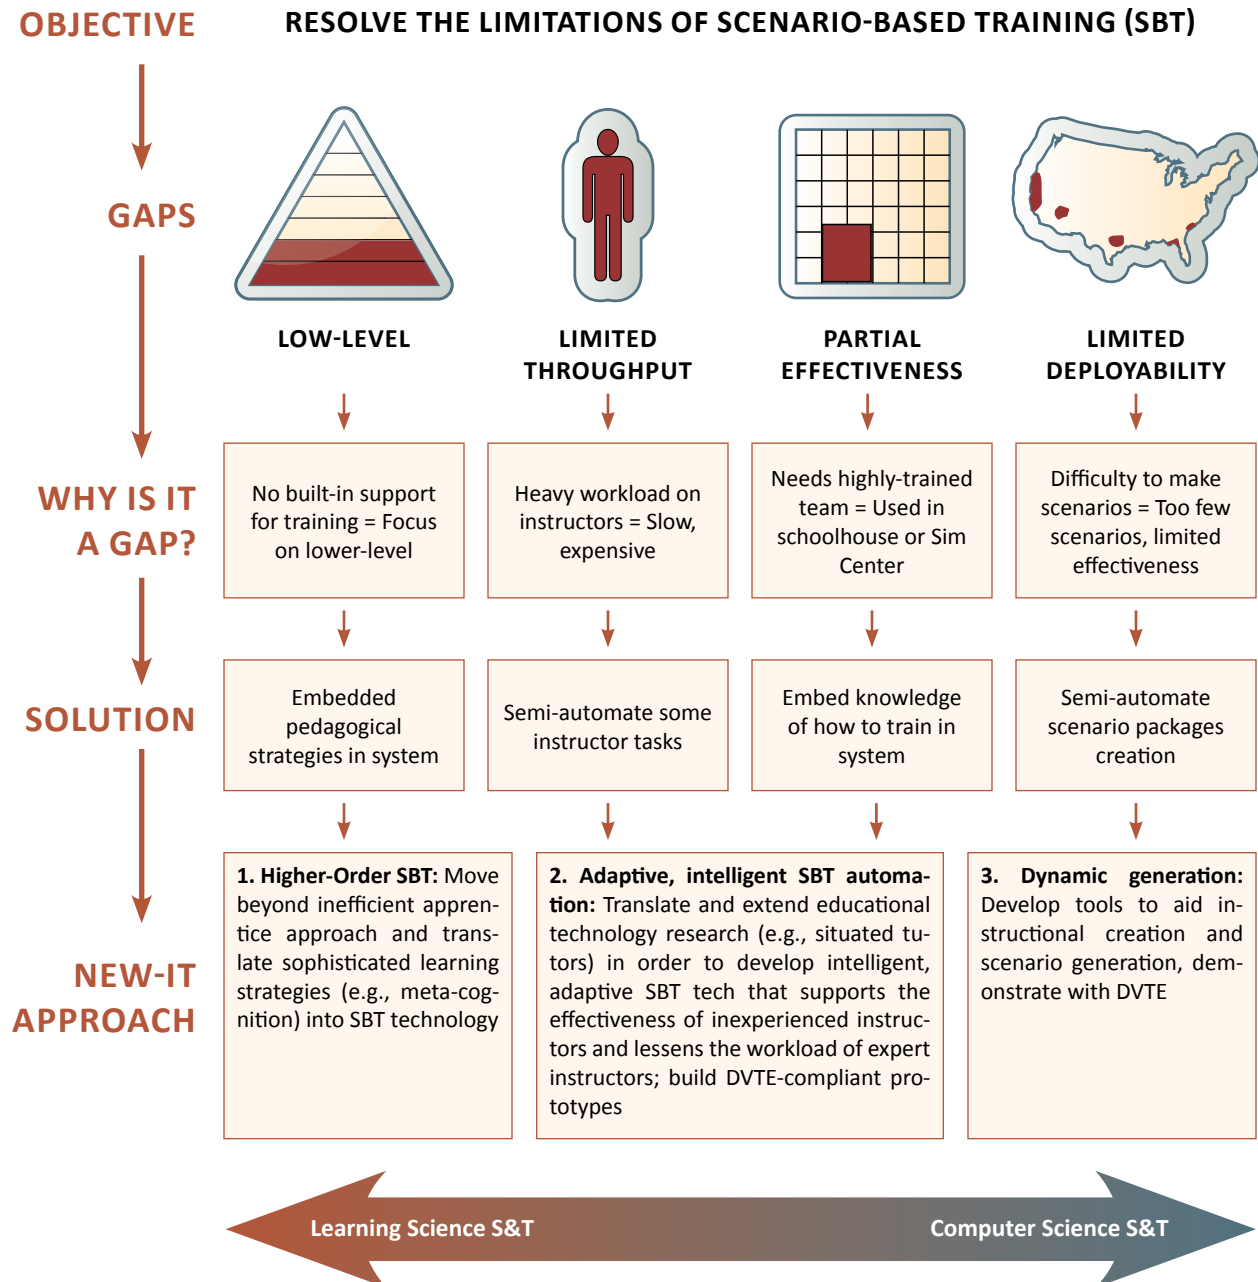 OBJECTIVE
RESOLVE THE LIMITATIONS OF SCENARIO-BASED TRAINING (SBT)
GAPS
LOW-LEVEL
LIMITED
THROUGHPUT
PARTIAL
EFFECTIVENESS
LIMITED
DEPLOYABILITY
WHY IS IT
A GAP?
No built-in support
for training = Focus
on lower-level
Heavy workload on
instructors = Slow,
expensive
Needs highly-trained
team = Used in
schoolhouse or Sim
Center
Difficulty to make
scenarios = Too few
scenarios, limited
effectiveness
SOLUTION
Embedded
pedagogical
strategies in system
Semi-automate some
instructor tasks
Embed knowledge
of how to train in
system
Semi-automate
scenario packages
creation
NEW-IT
APPROACH
1. Higher-Order SBT: Move
beyond inefficient appren-
tice approach and trans-
late sophisticated learning
strategies (e.g., meta-cog-
nition) into SBT technology
2. Adaptive, intelligent SBT automa-
tion: Translate and extend educational
technology research (e.g., situated tu-
tors) in order to develop intelligent,
adaptive SBT tech that supports the
effectiveness of inexperienced instruc-
tors and lessens the workload of expert
instructors; build DVTE-compliant pro-
totypes
3. Dynamic generation:
Develop tools to aid in-
structional creation and
scenario generation, dem-
onstrate with DVTE
Learning Science S&T
Computer Science S&T